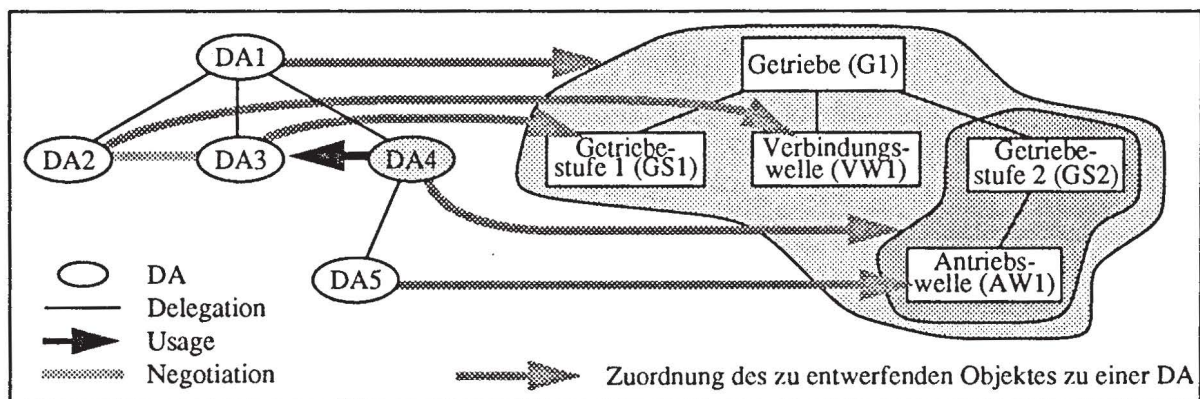 DA1
Getriebe (G1)
DA2
DA3
DA4
Getriebe-
stufe 1 (GS1)
Verbindungs-
welle (VW1)
Getriebe-
stufe 2 (GS2)
DA5
Antriebs-
welle (AW1)
DA
Delegation
Usage
Negotiation
Zuordnung des zu entwerfenden Objektes zu einer DA